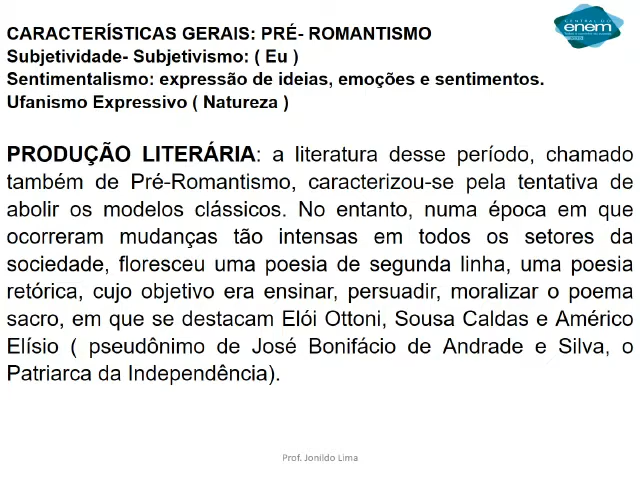 CARACTERÍSTICAS GERAIS: PRÉ- ROMANTISMO
Subjetividade- Subjetivismo: ( Eu )
Sentimentalismo: expressão de ideias, emoções e sentimentos.
Ufanismo Expressivo ( Natureza )
CENTRAL DO
enem
PRODUÇÃO LITERÁRIA: a literatura desse período, chamado
também de Pré-Romantismo, caracterizou-se pela tentativa de
abolir os modelos clássicos. No entanto, numa época em que
ocorreram mudanças tão intensas em todos os setores da
sociedade, floresceu uma poesia de segunda linha, uma poesia
retórica, cujo objetivo era ensinar, persuadir, moralizar o poema
sacro, em que se destacam Elói Ottoni, Sousa Caldas e Américo
Elísio ( pseudônimo de José Bonifácio de Andrade e Silva, o
Patriarca da Independência).
Prof. Jonildo Lima